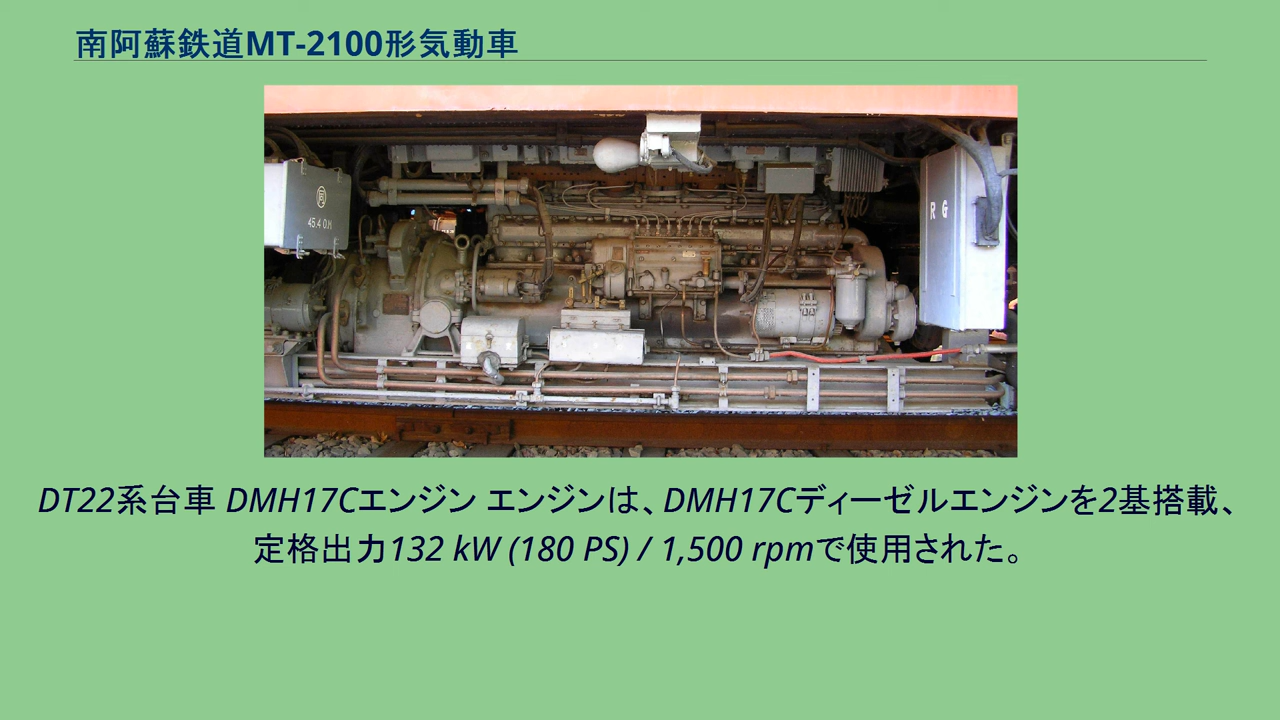 南阿蘇鉄道MT-2100形気動車
45.4 O.H
R G
DT22系台車 DMH17Cエンジン エンジンは、DMH17Cディーゼルエンジンを2基搭載、
定格出力132 kW (180 PS) / 1,500 rpmで使用された。